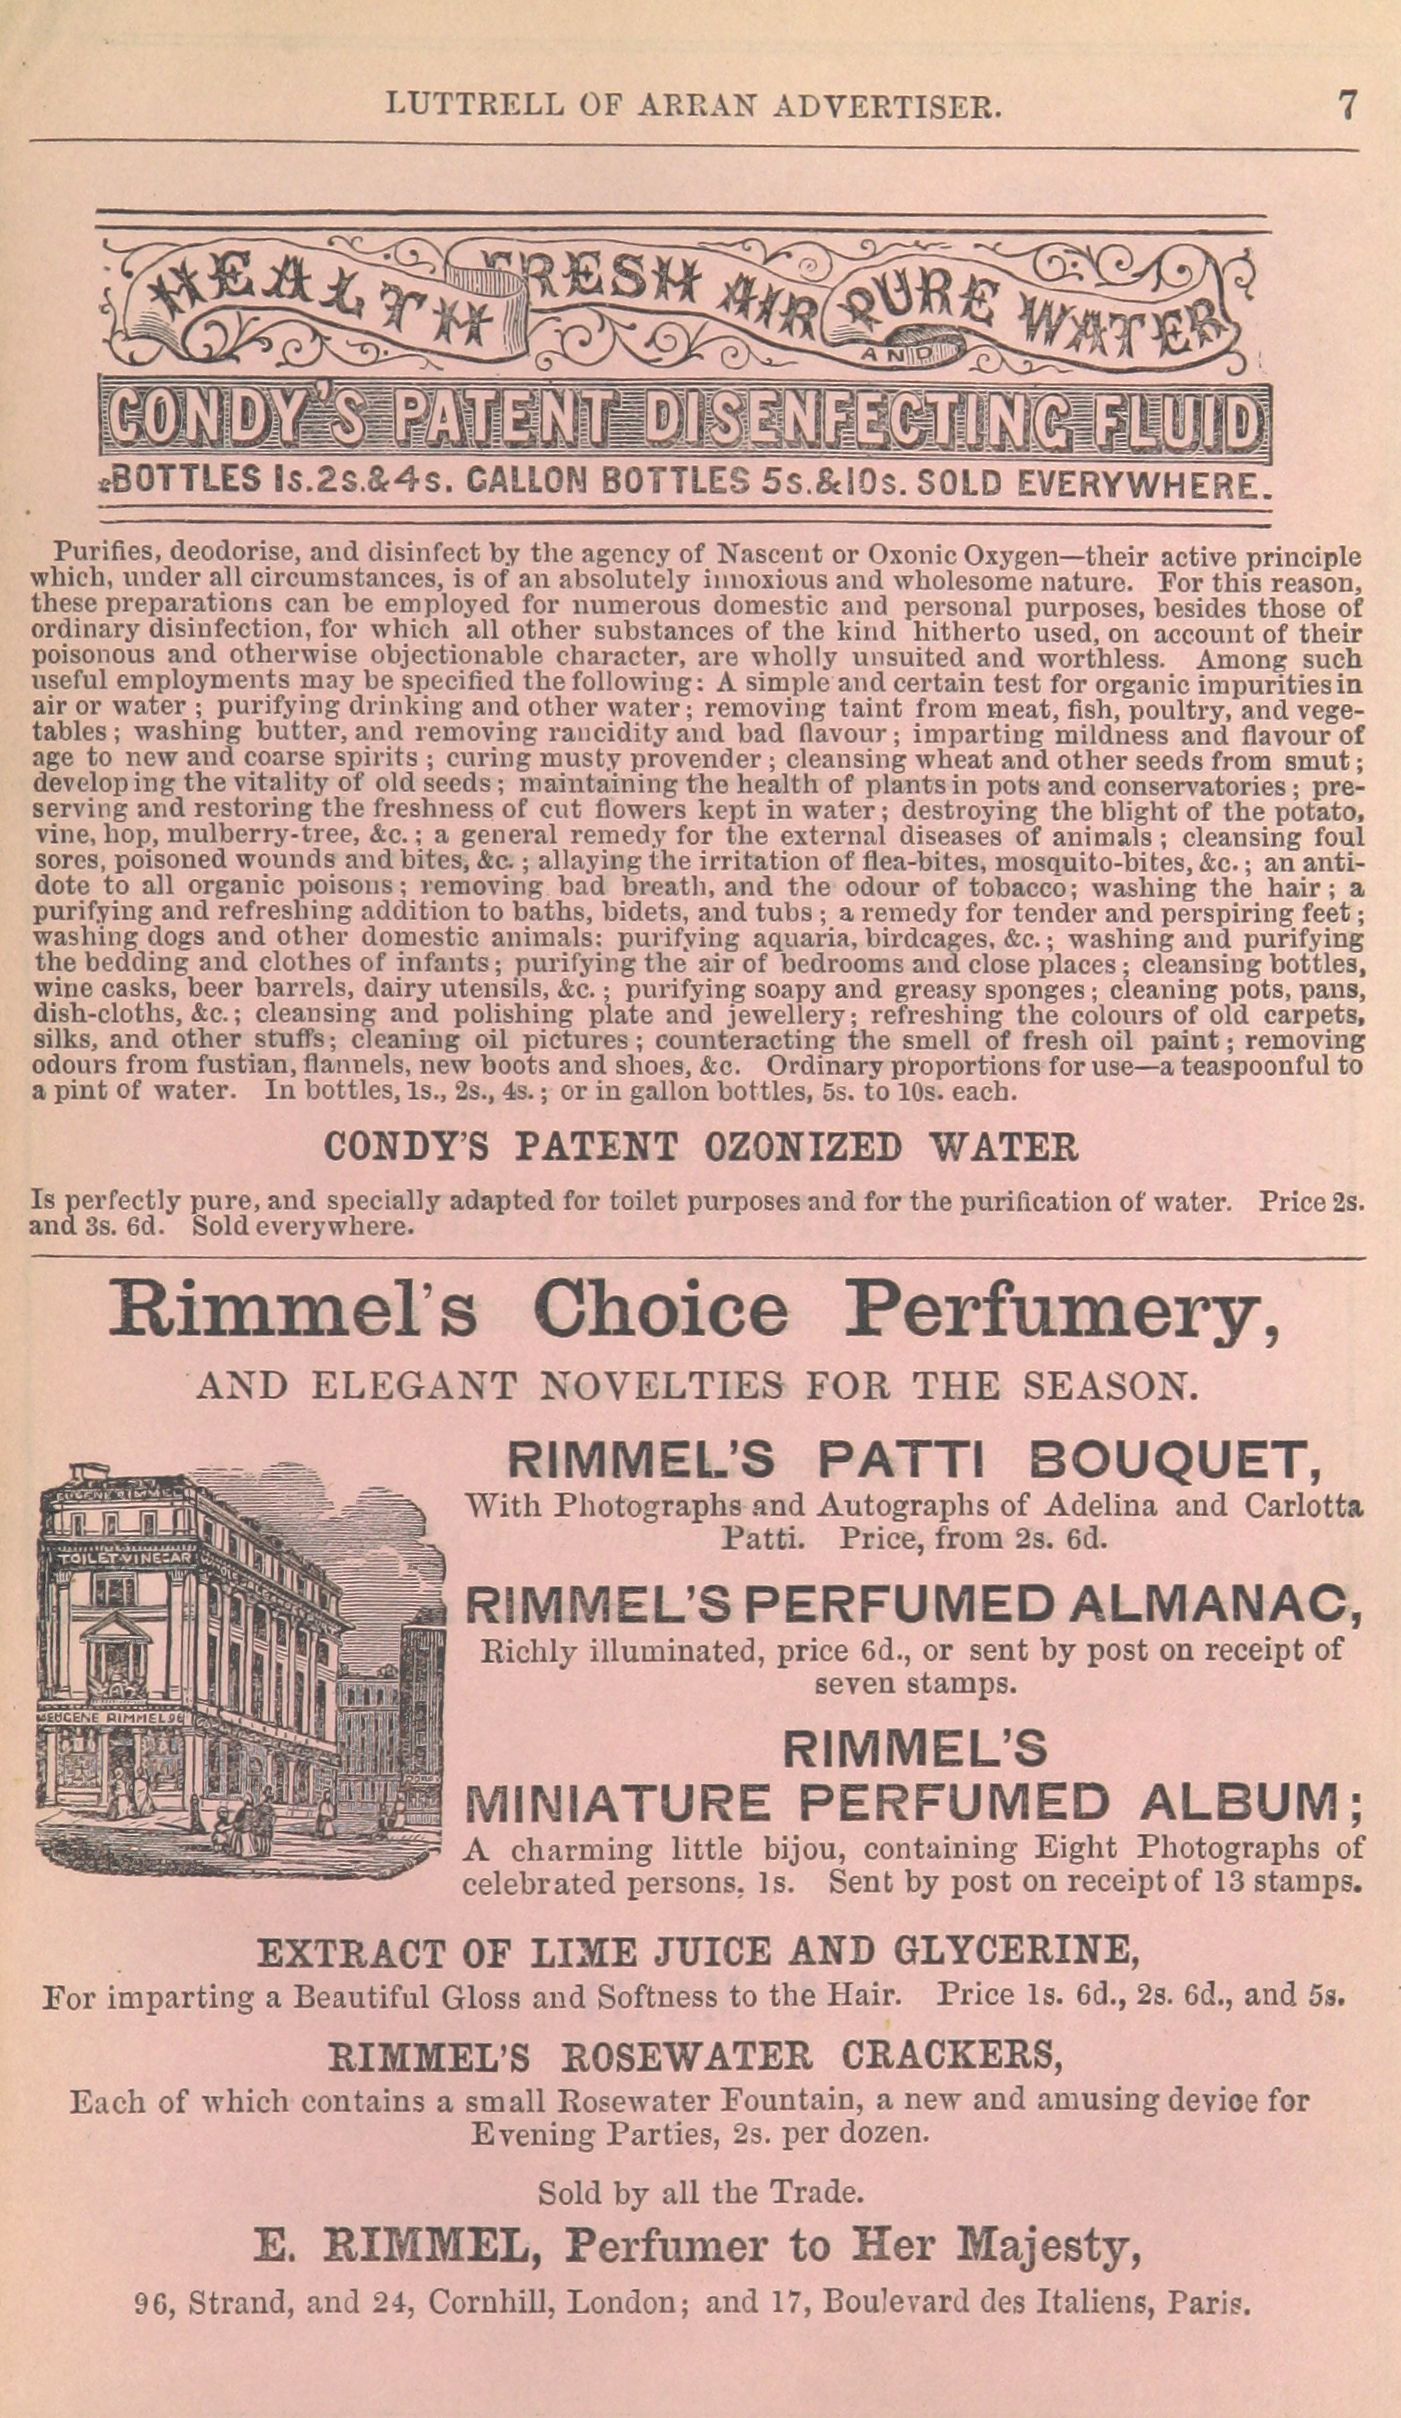 LUTTRELL OF ARRAN ADVERTISER. 7
HEALTH FRESH AIR AND PURE WATER
CONDY'S PATENT DISENFECTING FLUID
BOTTLES 1s.2s.&4s. GALLON BOTTLES 5s.&10s. SOLD EVERYWHERE.
Purifies, deodorise, and disinfect by the agency of Nascent or Oxonic Oxygen—their active principle
which, under all circumstances, is of an absolutely innoxious and wholesome nature. For this reason,
these preparations can be employed for numerous domestic and personal purposes, besides those of
ordinary disinfection, for which all other substances of the kind hitherto used, on account of their
poisonous and otherwise objectionable character, are wholly unsuited and worthless. Among such
useful employments may be specified the following: A simple and certain test for organic impurities in
air or water ; purifying drinking and other water ; removing taint from meat, fish, poultry, and vege-
tables ; washing butter, and removing rancidity and bad flavour ; imparting mildness and flavour of
age to new and coarse spirits ; curing musty provender ; cleansing wheat and other seeds from smut ;
developing the vitality of old seeds ; maintaining the health of plants in pots and conservatories ; pre-
serving and restoring the freshness of cut flowers kept in water ; destroying the blight of the potato,
vine, hop, mulberry-tree, &c. ; a general remedy for the external diseases of animals ; cleansing foul
sores, poisoned wounds and bites, &c. ; allaying the irritation of flea-bites, mosquito-bites, &c. ; an anti-
dote to all organic poisons ; removing bad breath, and the odour of tobacco; washing the hair ; a
purifying and refreshing addition to baths, bidets, and tubs ; a remedy for tender and perspiring feet ;
washing dogs and other domestic animals: purifying aquaria, birdcages, &c. ; washing and purifying
the bedding and clothes of infants ; purifying the air of bedrooms and close places ; cleansing bottles,
wine casks, beer barrels, dairy utensils, &c. ; purifying soapy and greasy sponges ; cleaning pots, pans,
dish-cloths, &c. ; cleansing and polishing plate and jewellery; refreshing the colours of old carpets,
silks, and other stuffs ; cleaning oil pictures ; counteracting the smell of fresh oil paint ; removing
odours from fustian, flannels, new boots and shoes, &c. Ordinary proportions for use—a teaspoonful to
a pint of water. In bottles, 1s., 2s., 4s. ; or in gallon bottles, 5s. to 10s. each.
CONDY'S PATENT OZONIZED WATER
Is perfectly pure, and specially adapted for toilet purposes and for the purification of water. Price 2s.
and 3s. 6d. Sold everywhere.
Rimmel's Choice Perfumery,
AND ELEGANT NOVELTIES FOR THE SEASON.
EUGENE RIMMEL
TOILET VINEGAR
EUGENE RIMMEL 96
RIMMEL'S PATTI BOUQUET,
With Photographs and Autographs of Adelina and Carlotta
Patti. Price, from 2s. 6d.
RIMMEL'S PERFUMED ALMANAC,
Richly illuminated, price 6d., or sent by post on receipt of
seven stamps.
RIMMEL'S
MINIATURE PERFUMED ALBUM;
A charming little bijou, containing Eight Photographs of
celebrated persons, 1s. Sent by post on receipt of 13 stamps.
EXTRACT OF LIME JUICE AND GLYCERINE,
For imparting a Beautiful Gloss and Softness to the Hair. Price 1s. 6d., 2s. 6d., and 5s.
RIMMEL'S ROSEWATER CRACKERS,
Each of which contains a small Rosewater Fountain, a new and amusing device for
Evening Parties, 2s. per dozen.
Sold by all the Trade.
E. RIMMEL, Perfumer to Her Majesty,
96, Strand, and 24, Cornhill, London; and 17, Boulevard des Italiens, Paris.